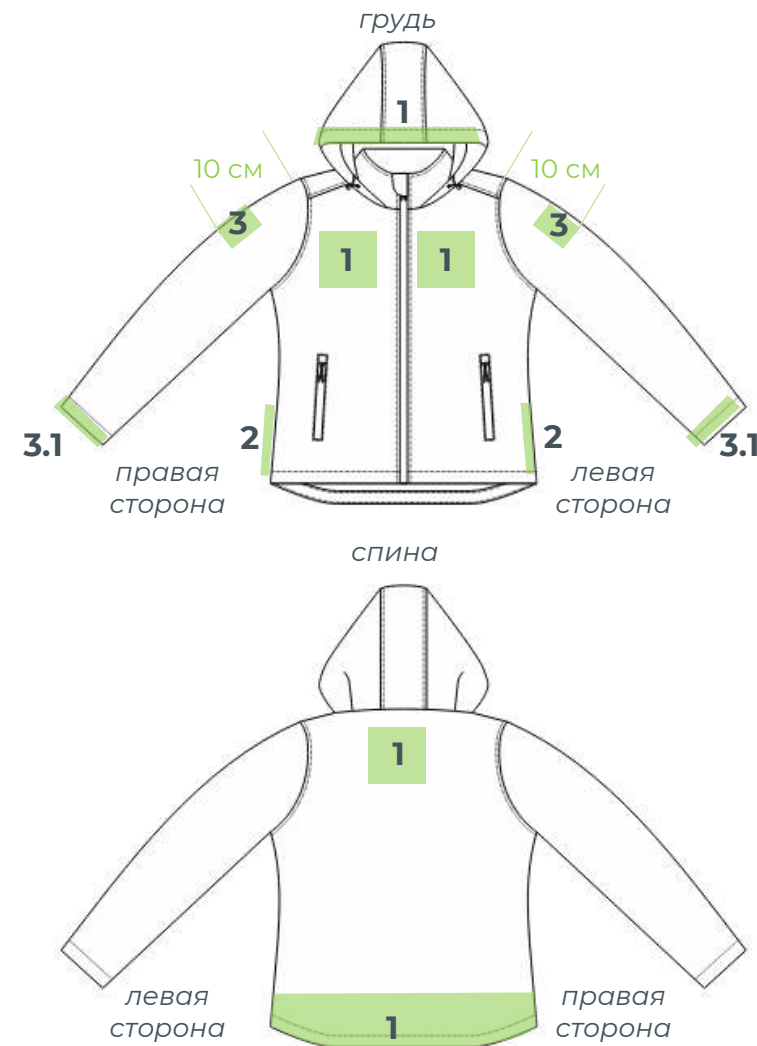 грудь
1
10 см 10 см
3 3
1 1
2 2
3.1 3.1
правая левая
сторона сторона
спина
1
левая правая
сторона сторона
1